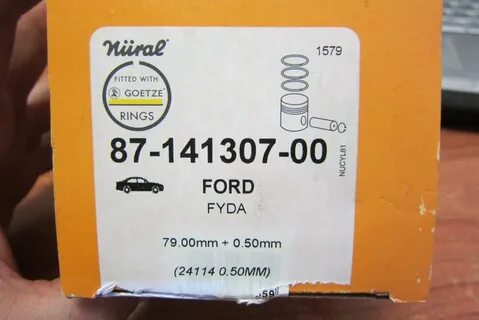 nüral
1579
FITTED WITH
GOETZE
RINGS
NUCYL81
87-141307-00
FORD
FYDA
79.00mm + 0.50mm
(24114 0.50MM)